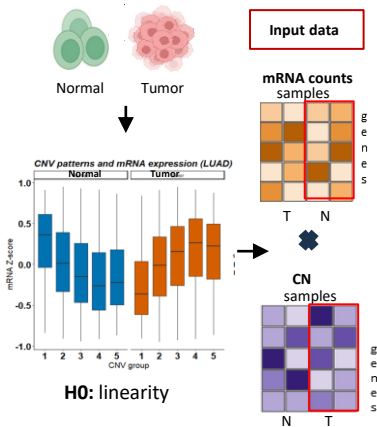 Input data
Normal Tumor
mRNA counts
samples
genes
T N
CNV patterns and mRNA expression (LUAD)
Normal Tumor
mRNA Z-score
1.0
0.5
0.0
-0.5
-1.0
1 2 3 4 5 1 2 3 4 5
CNV group
H0: linearity
CN
samples
genes
N T